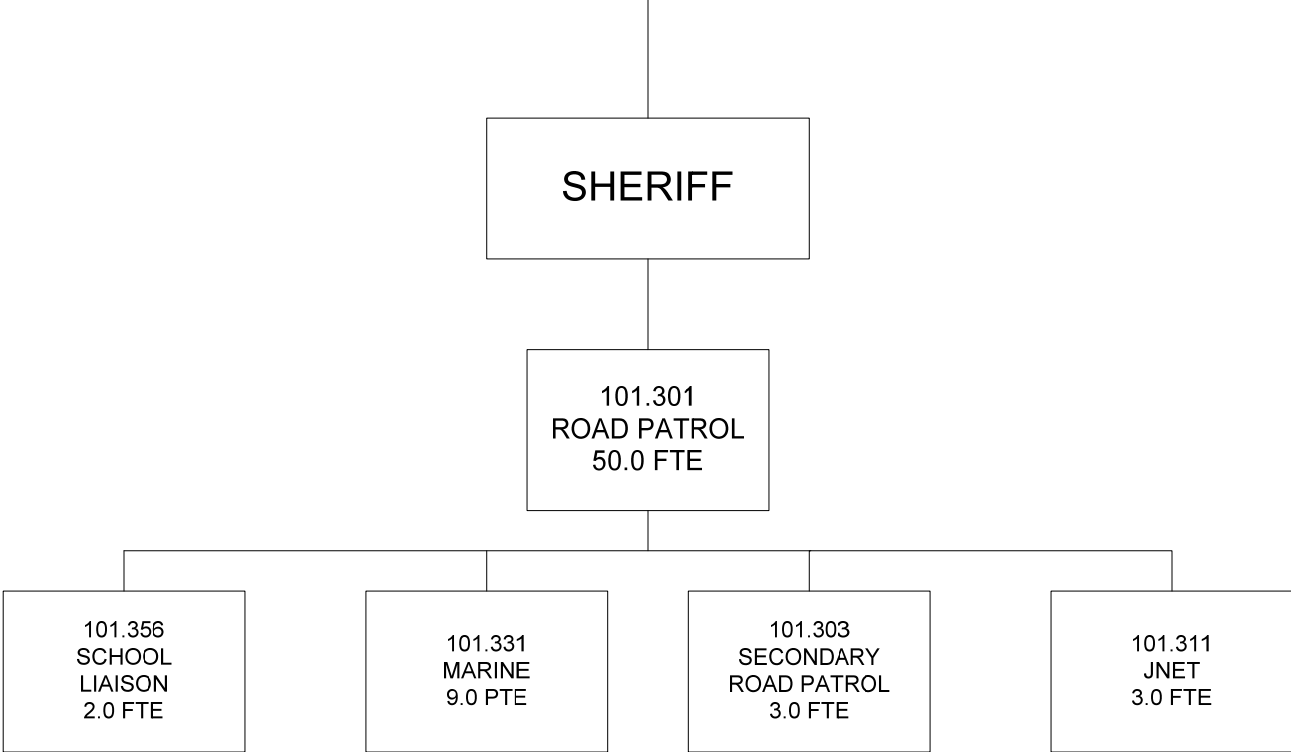 SHERIFF
101.301
ROAD PATROL
50.0 FTE
101.356
SCHOOL
LIAISON
2.0 FTE
101.331
MARINE
9.0 PTE
101.303
SECONDARY
ROAD PATROL
3.0 FTE
101.311
JNET
3.0 FTE